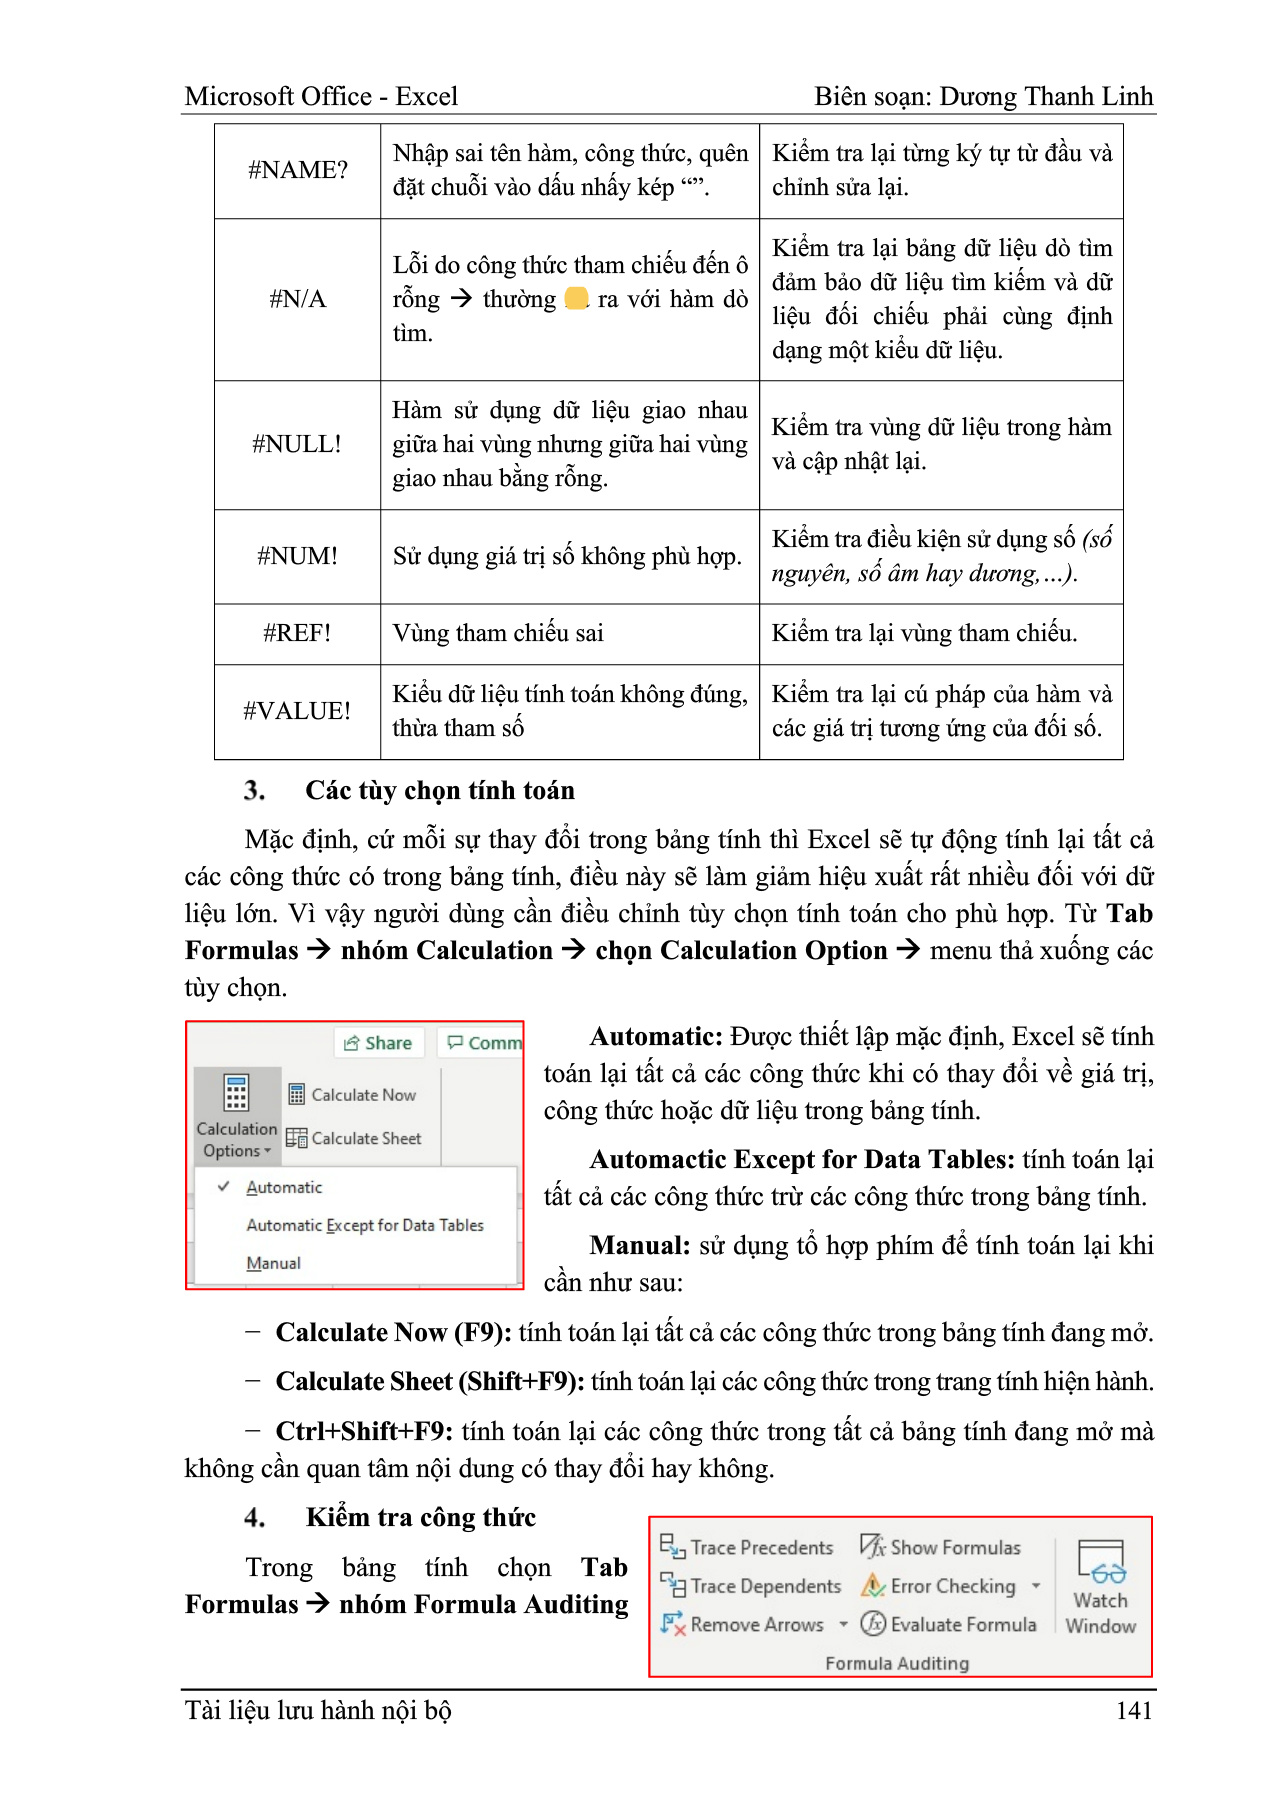 Microsoft Office - Excel
Biên soạn: Dương Thanh Linh
#NAME?
Nhập sai tên hàm, công thức, quên
đặt chuỗi vào dấu nhấy kép “”.
Kiểm tra lại từng ký tự từ đầu và
chỉnh sửa lại.
#N/A
Lỗi do công thức tham chiếu đến ô
rỗng → thường ra với hàm dò
tìm.
Kiểm tra lại bảng dữ liệu dò tìm
đảm bảo dữ liệu tìm kiếm và dữ
liệu đối chiếu phải cùng định
dạng một kiểu dữ liệu.
#NULL!
Hàm sử dụng dữ liệu giao nhau
giữa hai vùng nhưng giữa hai vùng
giao nhau bằng rỗng.
Kiểm tra vùng dữ liệu trong hàm
và cập nhật lại.
#NUM!
Sử dụng giá trị số không phù hợp.
Kiểm tra điều kiện sử dụng số (số
nguyên, số âm hay dương,…).
#REF!
Vùng tham chiếu sai
Kiểm tra lại vùng tham chiếu.
#VALUE!
Kiểu dữ liệu tính toán không đúng,
thừa tham số
Kiểm tra lại cú pháp của hàm và
các giá trị tương ứng của đối số.
3. Các tùy chọn tính toán
Mặc định, cứ mỗi sự thay đổi trong bảng tính thì Excel sẽ tự động tính lại tất cả
các công thức có trong bảng tính, điều này sẽ làm giảm hiệu xuất rất nhiều đối với dữ
liệu lớn. Vì vậy người dùng cần điều chỉnh tùy chọn tính toán cho phù hợp. Từ Tab
Formulas → nhóm Calculation → chọn Calculation Option → menu thả xuống các
tùy chọn.
Share
Comm
Calculation
Options
Calculate Now
Calculate Sheet
✓ Automatic
Automatic Except for Data Tables
Manual
Automatic: Được thiết lập mặc định, Excel sẽ tính
toán lại tất cả các công thức khi có thay đổi về giá trị,
công thức hoặc dữ liệu trong bảng tính.
Automactic Except for Data Tables: tính toán lại
tất cả các công thức trừ các công thức trong bảng tính.
Manual: sử dụng tổ hợp phím để tính toán lại khi
cần như sau:
− Calculate Now (F9): tính toán lại tất cả các công thức trong bảng tính đang mở.
− Calculate Sheet (Shift+F9): tính toán lại các công thức trong trang tính hiện hành.
− Ctrl+Shift+F9: tính toán lại các công thức trong tất cả bảng tính đang mở mà
không cần quan tâm nội dung có thay đổi hay không.
4. Kiểm tra công thức
Trong bảng tính chọn Tab
Formulas → nhóm Formula Auditing
Trace Precedents
Trace Dependents
Remove Arrows
Show Formulas
Error Checking
Evaluate Formula
Watch
Window
Formula Auditing
Tài liệu lưu hành nội bộ
141